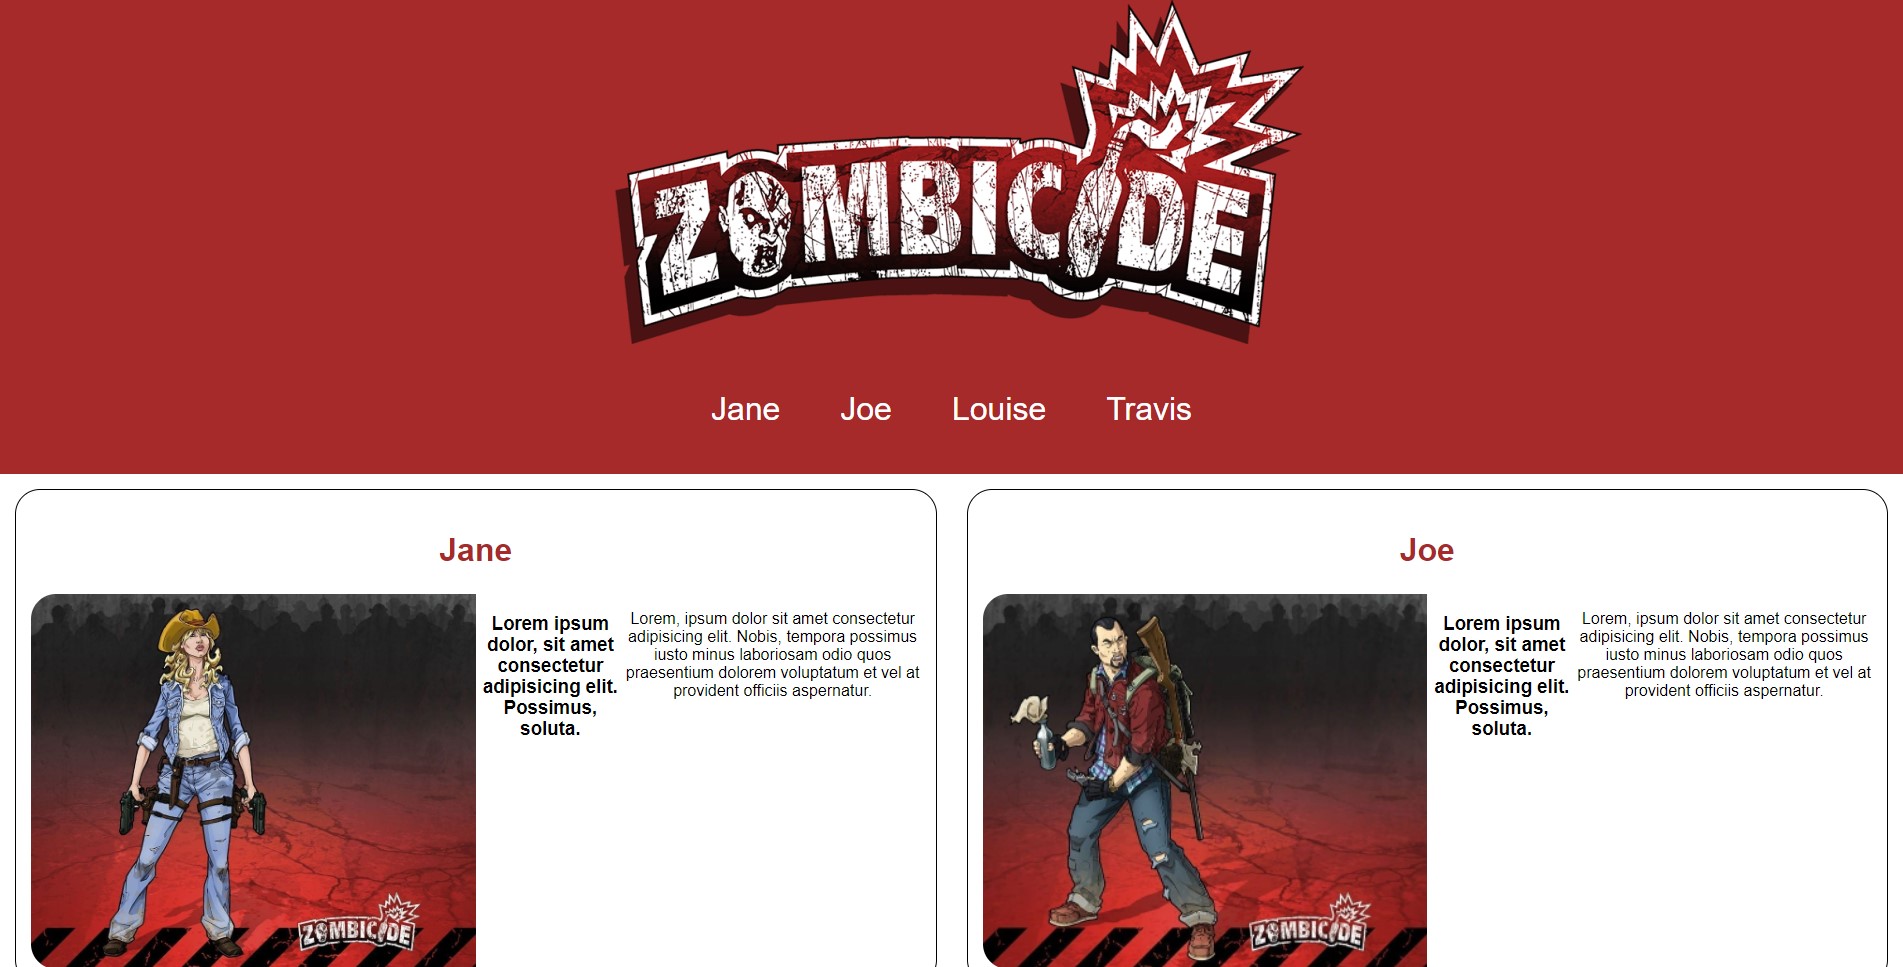 ZOMBICIDE
Jane Joe Louise Travis
Jane
Lorem ipsum
dolor, sit amet
consectetur
adipisicing elit.
Possimus,
soluta.
Lorem, ipsum dolor sit amet consectetur
adipisicing elit. Nobis, tempora possimus
iusto minus laboriosam odio quos
praesentium dolorem voluptatum et vel at
provident officiis aspernatur.
ZOMBICIDE
Joe
Lorem ipsum
dolor, sit amet
consectetur
adipisicing elit.
Possimus,
soluta.
Lorem, ipsum dolor sit amet consectetur
adipisicing elit. Nobis, tempora possimus
iusto minus laboriosam odio quos
praesentium dolorem voluptatum et vel at
provident officiis aspernatur.
ZOMBICIDE